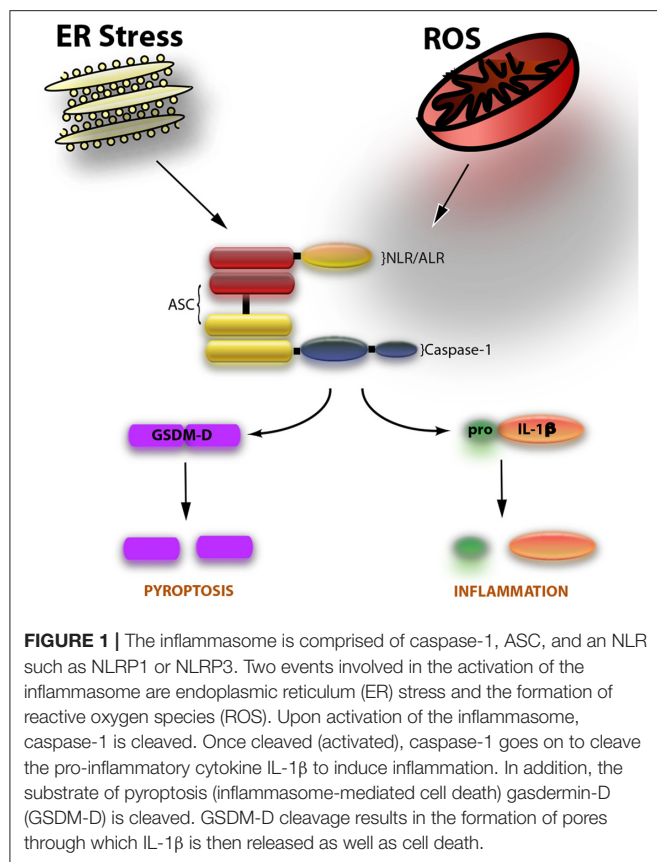 ER Stress
ROS
}NLR/ALR
ASC {
}Caspase-1
GSDM-D
pro IL-1β
PYROPTOSIS
INFLAMMATION
FIGURE 1 | The inflammasome is comprised of caspase-1, ASC, and an NLR
such as NLRP1 or NLRP3. Two events involved in the activation of the
inflammasome are endoplasmic reticulum (ER) stress and the formation of
reactive oxygen species (ROS). Upon activation of the inflammasome,
caspase-1 is cleaved. Once cleaved (activated), caspase-1 goes on to cleave
the pro-inflammatory cytokine IL-1β to induce inflammation. In addition, the
substrate of pyroptosis (inflammasome-mediated cell death) gasdermin-D
(GSDM-D) is cleaved. GSDM-D cleavage results in the formation of pores
through which IL-1β is then released as well as cell death.